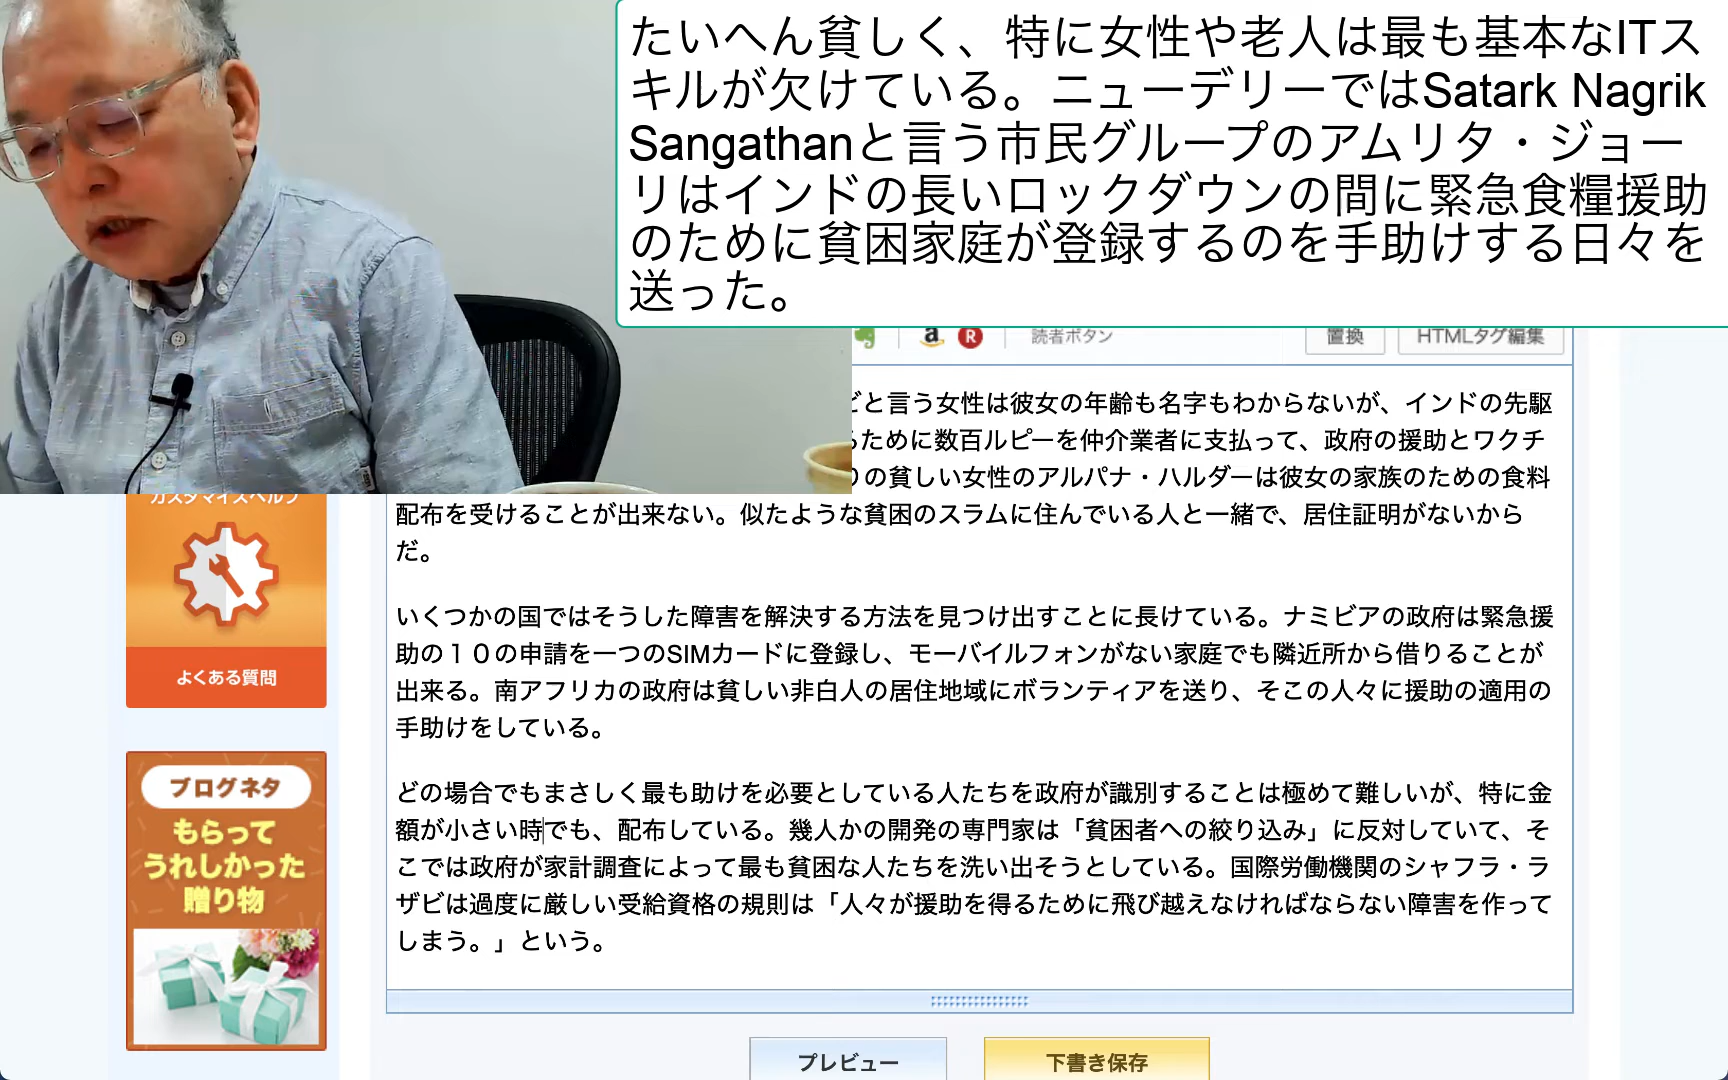 たいへん貧しく、特に女性や老人は最も基本なITス
キルが欠けている。ニューデリーではSatark Nagrik
Sangathanと言う市民グループのアムリタ・ジョー
リはインドの長いロックダウンの間に緊急食糧援助
のために貧困家庭が登録するのを手助けする日々を
送った。
a R 読者ボタン 置換 HTMLタグ編集
と言う女性は彼女の年齢も名字もわからないが、インドの先駆
ために数百ルピーを仲介業者に支払って、政府の援助とワクチ
の貧しい女性のアルパナ・ハルダーは彼女の家族のための食料
配布を受けることが出来ない。似たような貧困のスラムに住んでいる人と一緒で、居住証明がないから
だ。
いくつかの国ではそうした障害を解決する方法を見つけ出すことに長けている。ナミビアの政府は緊急援
助の１０の申請を一つのSIMカードに登録し、モーバイルフォンがない家庭でも隣近所から借りることが
出来る。南アフリカの政府は貧しい非白人の居住地域にボランティアを送り、そこの人々に援助の適用の
手助けをしている。
どの場合でもまさしく最も助けを必要としている人たちを政府が識別することは極めて難しいが、特に金
額が小さい時でも、配布している。幾人かの開発の専門家は「貧困者への絞り込み」に反対していて、そ
こでは政府が家計調査によって最も貧困な人たちを洗い出そうとしている。国際労働機関のシャフラ・ラ
ザビは過度に厳しい受給資格の規則は「人々が援助を得るために飛び越えなければならない障害を作って
しまう。」という。
カスタマイズヘルプ
よくある質問
ブログネタ
もらって
うれしかった
贈り物
プレビュー 下書き保存